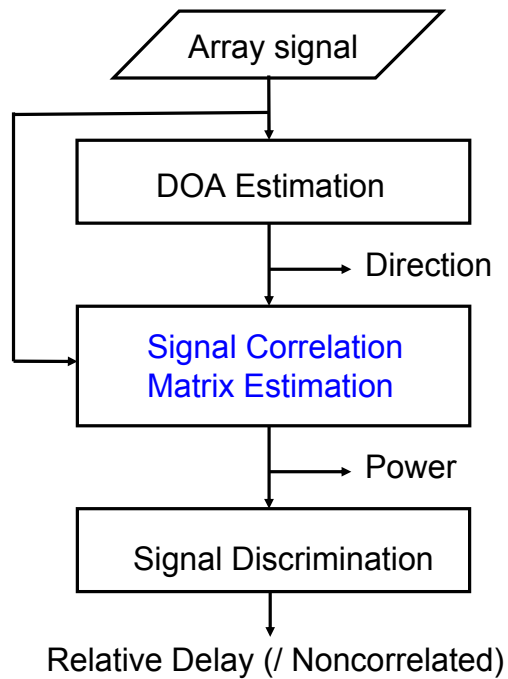 Array signal
DOA Estimation
Direction
Signal Correlation
Matrix Estimation
Power
Signal Discrimination
Relative Delay (/ Noncorrelated)